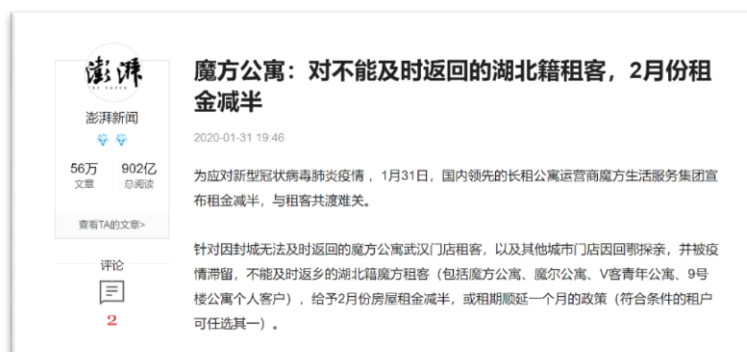 澎湃
THE PAPER
澎湃新闻
56万
文章
902亿
总阅读
查看TA的文章>
评论
2
魔方公寓：对不能及时返回的湖北籍租客，2月份租
金减半
2020-01-31 19:46
为应对新型冠状病毒肺炎疫情 ，1月31日，国内领先的长租公寓运营商魔方生活服务集团宣
布租金减半，与租客共渡难关。
针对因封城无法及时返回的魔方公寓武汉门店租客，以及其他城市门店因回鄂探亲，并被疫
情滞留，不能及时返乡的湖北籍魔方租客（包括魔方公寓、魔尔公寓、V客青年公寓、9号
楼公寓个人客户），给予2月份房屋租金减半，或租期顺延一个月的政策（符合条件的租户
可任选其一）。